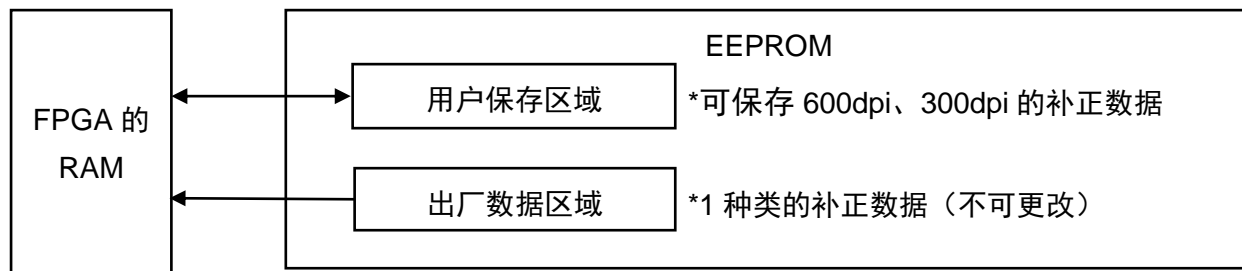 EEPROM
用户保存区域
*可保存 600dpi、300dpi 的补正数据
FPGA 的
RAM
出厂数据区域
*1 种类的补正数据（不可更改）